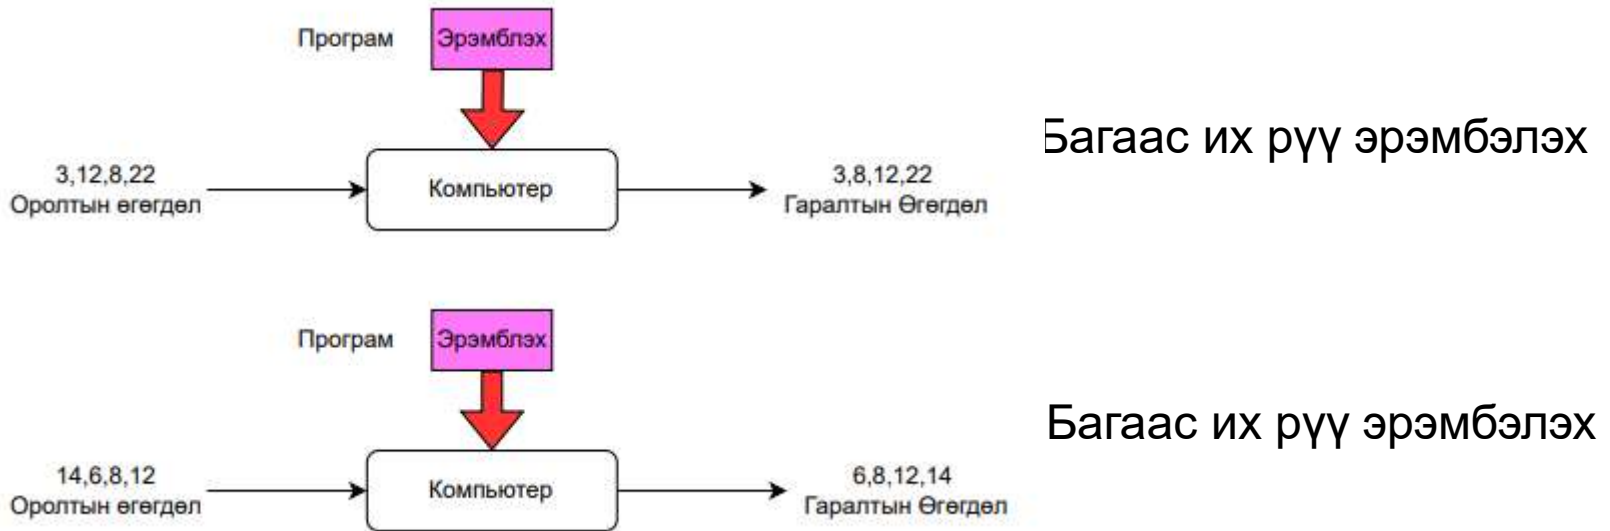 Програм
Эрэмблэх
Багаас их рүү эрэмбэлэх
3,12,8,22
Оролтын өгөгдөл
Компьютер
3,8,12,22
Гаралтын Өгөгдөл
Програм
Эрэмблэх
Багаас их рүү эрэмбэлэх
14,6,8,12
Оролтын өгөгдөл
Компьютер
6,8,12,14
Гаралтын Өгөгдөл